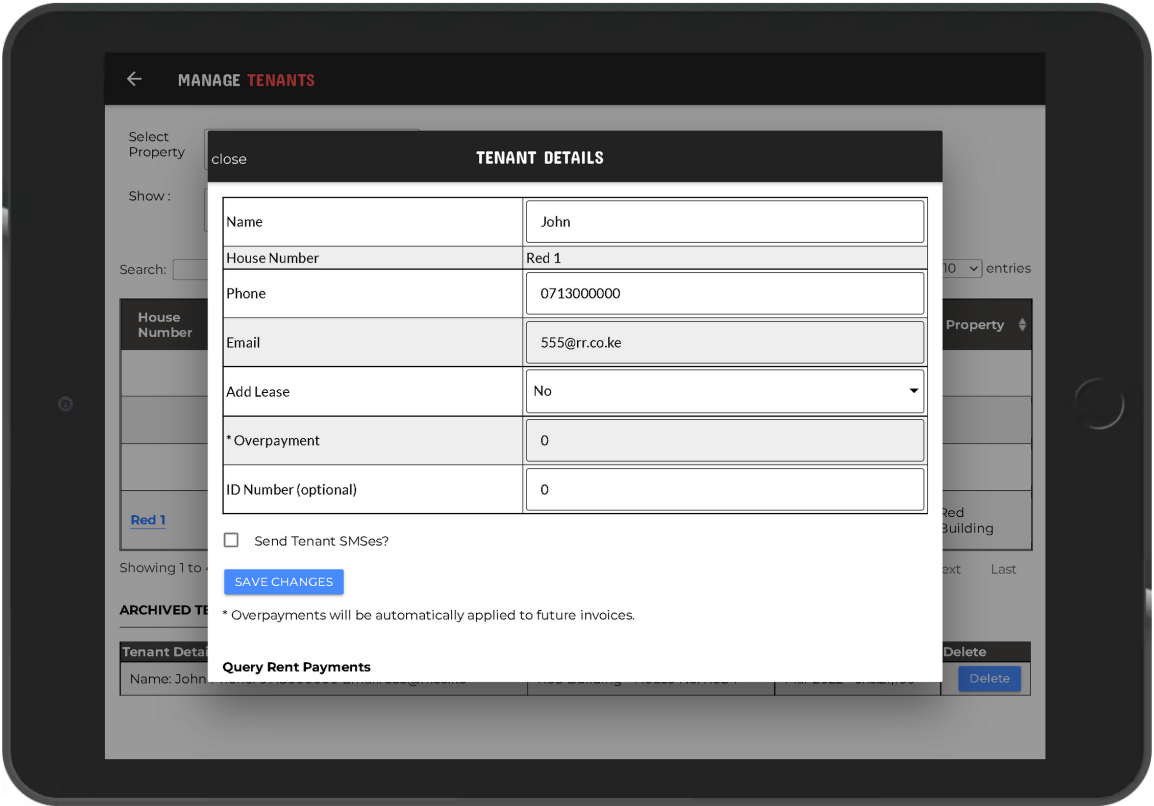 MANAGE TENANTS
Select
Property
close
TENANT DETAILS
Show :
Name
John
House Number
Red 1
Phone
0713000000
Email
555@rr.co.ke
Add Lease
No
* Overpayment
0
ID Number (optional)
0
Send Tenant SMSes?
SAVE CHANGES
* Overpayments will be automatically applied to future invoices.
Query Rent Payments
Search:
10
entries
House
Number
Property
Red 1
Red
Building
Showing 1 to
Last
ARCHIVED
Tenant
Delete
Name: John
Delete